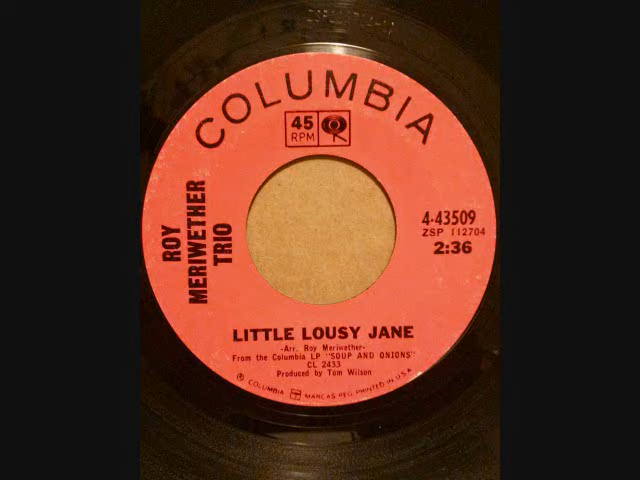 COLUMBIA
45
RPM
ROY
MERIWETHER
TRIO
4-43509
ZSP 112704
2:36
LITTLE LOUSY JANE
-Arr. Roy Meriwether-
From the Columbia LP "SOUP AND ONIONS"
CL 2433
Produced by Tom Wilson
® COLUMBIA MARCAS REG. PRINTED IN U.S.A.